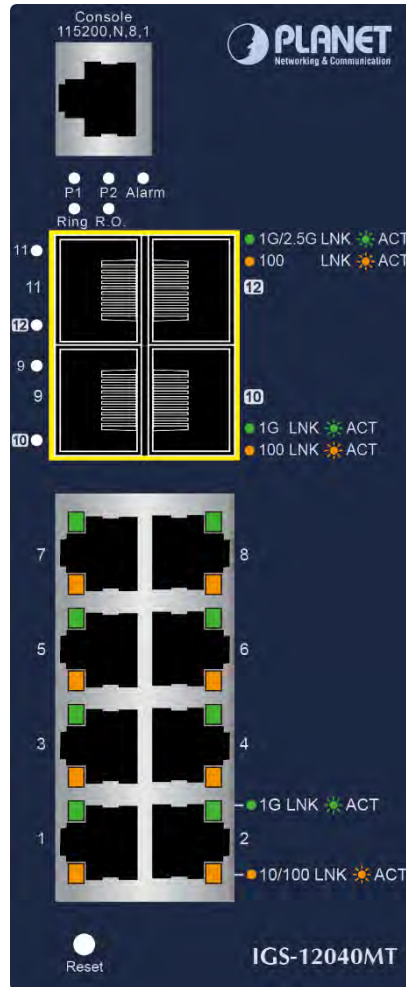 Console
115200,N,8,1
PLANET
Networking & Communication
P1 P2 Alarm
Ring R.O.
11
1G/2.5G LNK ACT
100 LNK ACT
11
12
12
9
9
10
10
1G LNK ACT
100 LNK ACT
7
8
5
6
3
4
1G LNK ACT
1
2
10/100 LNK ACT
Reset
IGS-12040MT